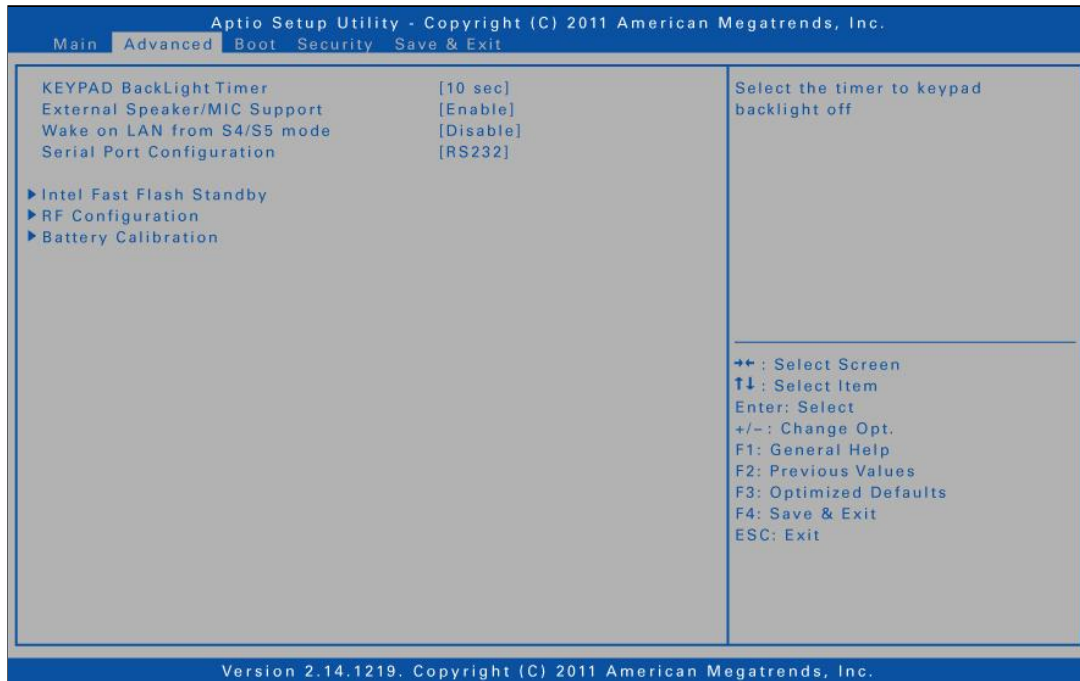 Aptio Setup Utility - Copyright (C) 2011 American Megatrends, Inc.
Main Advanced Boot Security Save & Exit
KEYPAD BackLight Timer [10 sec]
External Speaker/MIC Support [Enable]
Wake on LAN from S4/S5 mode [Disable]
Serial Port Configuration [RS232]
▶ Intel Fast Flash Standby
▶ RF Configuration
▶ Battery Calibration
Select the timer to keypad
backlight off
→← : Select Screen
↑↓ : Select Item
Enter: Select
+/– : Change Opt.
F1: General Help
F2: Previous Values
F3: Optimized Defaults
F4: Save & Exit
ESC: Exit
Version 2.14.1219. Copyright (C) 2011 American Megatrends, Inc.